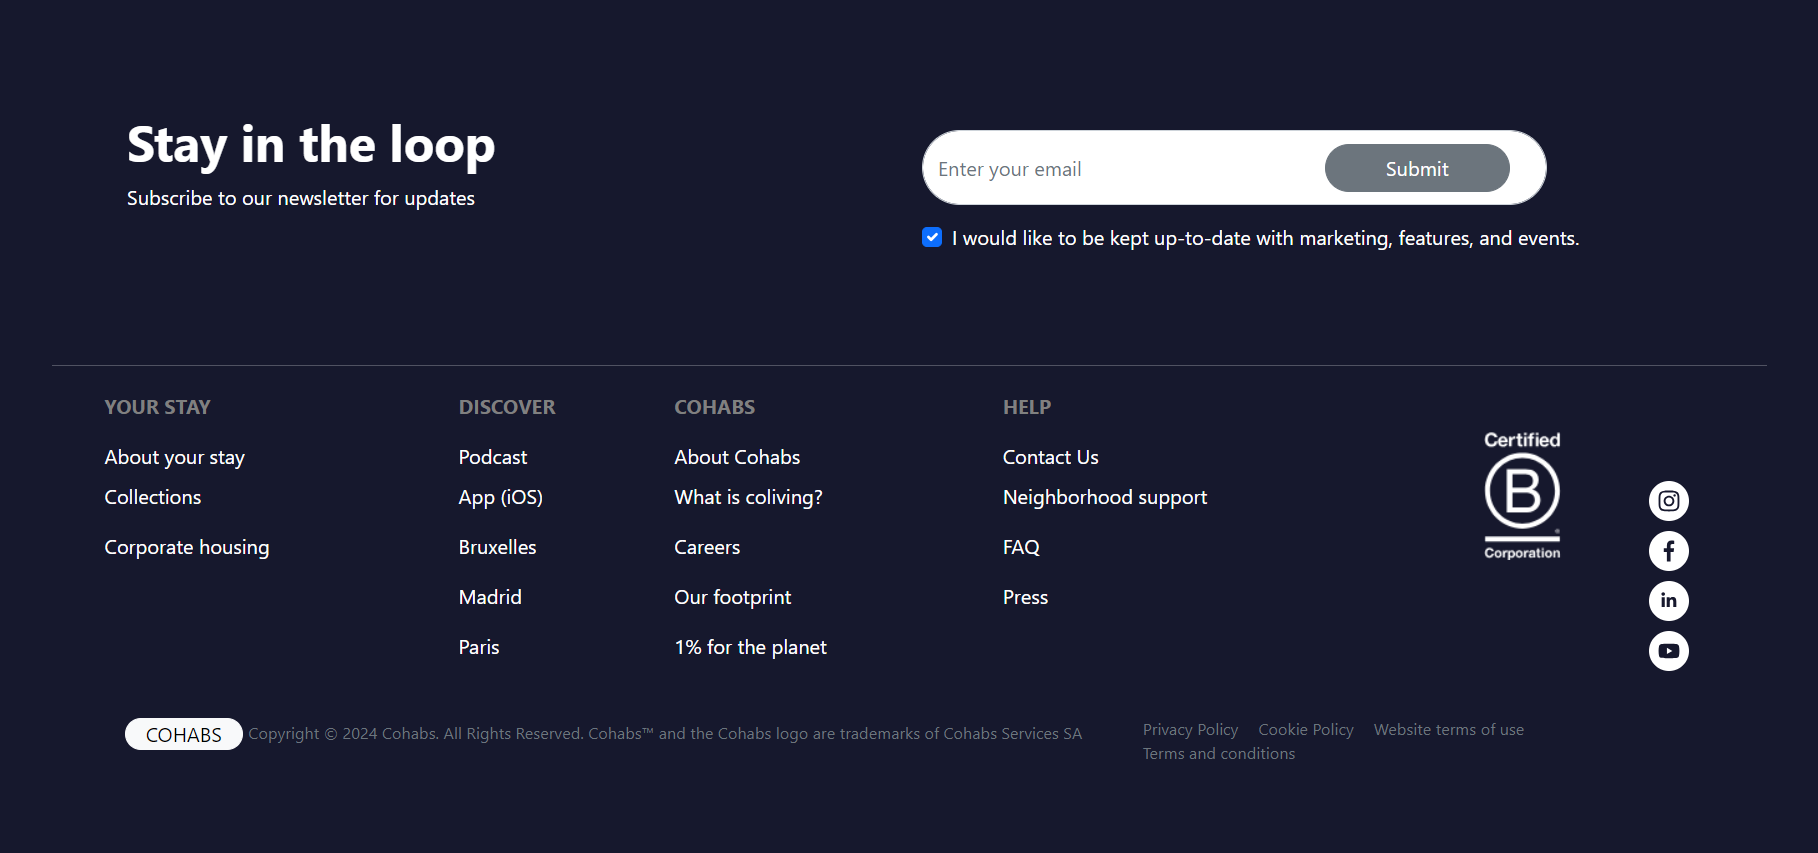 Stay in the loop
Subscribe to our newsletter for updates
Enter your email
Submit
I would like to be kept up-to-date with marketing, features, and events.
YOUR STAY
About your stay
Collections
Corporate housing
DISCOVER
Podcast
App (iOS)
Bruxelles
Madrid
Paris
COHABS
About Cohabs
What is coliving?
Careers
Our footprint
1% for the planet
HELP
Contact Us
Neighborhood support
FAQ
Press
Certified
B
®
Corporation
in
COHABS
Copyright © 2024 Cohabs. All Rights Reserved. Cohabs™ and the Cohabs logo are trademarks of Cohabs Services SA
Privacy Policy Cookie Policy Website terms of use
Terms and conditions